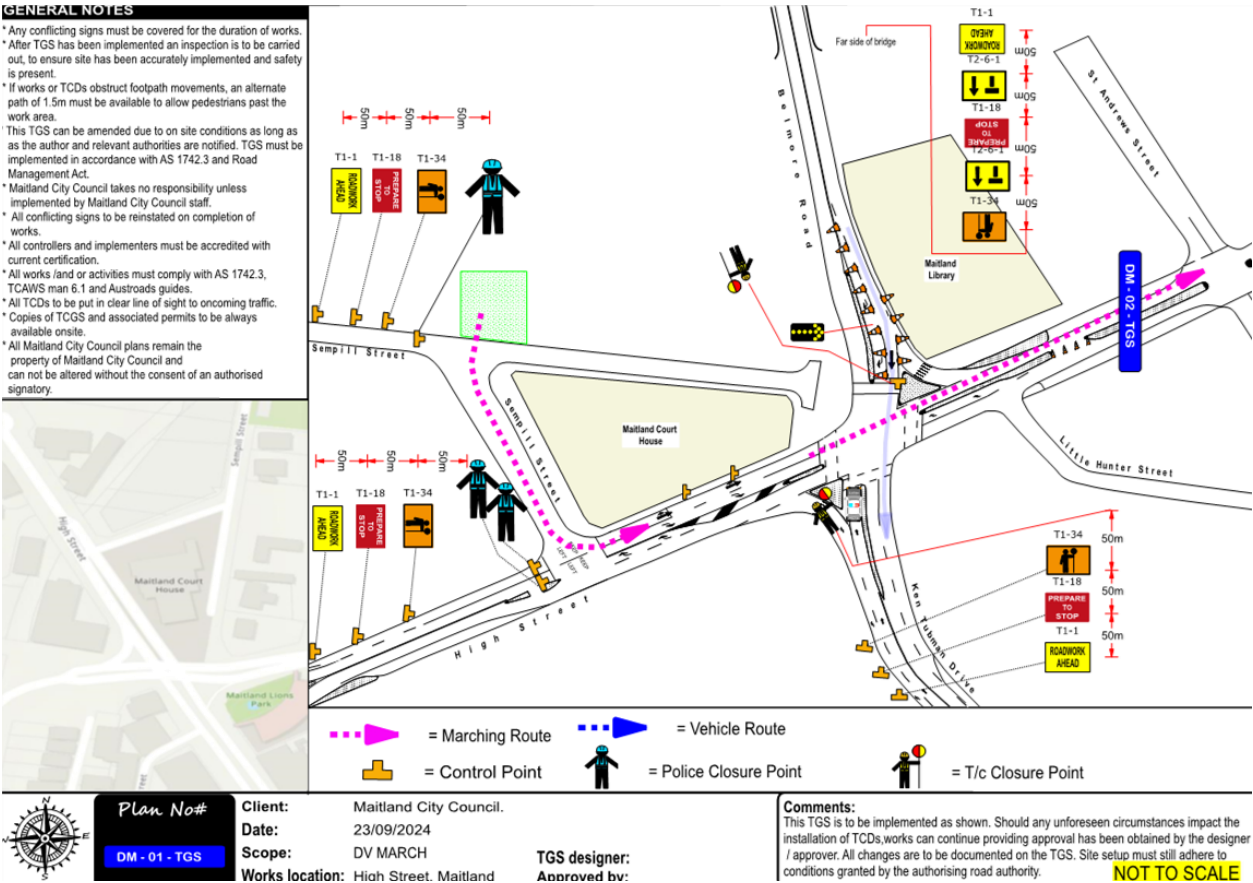 GENERAL NOTES
* Any conflicting signs must be covered for the duration of works.
* After TGS has been implemented an inspection is to be carried
out, to ensure site has been accurately implemented and safety
is present.
* If works or TCDs obstruct footpath movements, an alternate
path of 1.5m must be available to allow pedestrians past the
work area.
* This TGS can be amended due to on site conditions as long as
as the author and relevant authorities are notified. TGS must be
implemented in accordance with AS 1742.3 and Road
Management Act.
* Maitland City Council takes no responsibility unless
implemented by Maitland City Council staff.
* All conflicting signs to be reinstated on completion of
works.
* All controllers and implementers must be accredited with
current certification.
* All works /and or activities must comply with AS 1742.3,
TCAWS man 6.1 and Austroads guides.
* All TCDs to be put in clear line of sight to oncoming traffic.
* Copies of TCGS and associated permits to be always
available onsite.
* All Maitland City Council plans remain the
property of Maitland City Council and
can not be altered without the consent of an authorised
signatory.
Sempill Street
High Street
Maitland Court
House
Maitland Lions
Park
50m
50m
50m
T1-1
T1-18
T1-34
ROADWORK
AHEAD
PREPARE
TO
STOP
Sempill Street
Sempill Street
Maitland Court
House
50m
50m
50m
T1-1
T1-18
T1-34
ROADWORK
AHEAD
PREPARE
TO
STOP
High Street
Belmore Road
Far side of bridge
T1-1
ROADWORK
AHEAD
50m
T2-6-1
50m
T1-18
PREPARE
TO
STOP
50m
T2-6-1
50m
T1-34
Maitland
Library
St Andrews Street
DM - 02 - TGS
Little Hunter Street
Ken Tubman Drive
KEEP
LEFT
KEEP
LEFT
T1-34
50m
T1-18
PREPARE
TO
STOP
50m
T1-1
50m
ROADWORK
AHEAD
= Marching Route
= Vehicle Route
= Control Point
= Police Closure Point
= T/c Closure Point
N
E
S
W
Plan No#
DM - 01 - TGS
Client: Maitland City Council.
Date: 23/09/2024
Scope: DV MARCH
Works location: High Street, Maitland
TGS designer:
Approved by:
Comments:
This TGS is to be implemented as shown. Should any unforeseen circumstances impact the
installation of TCDs,works can continue providing approval has been obtained by the designer
/ approver. All changes are to be documented on the TGS. Site setup must still adhere to
conditions granted by the authorising road authority.
NOT TO SCALE